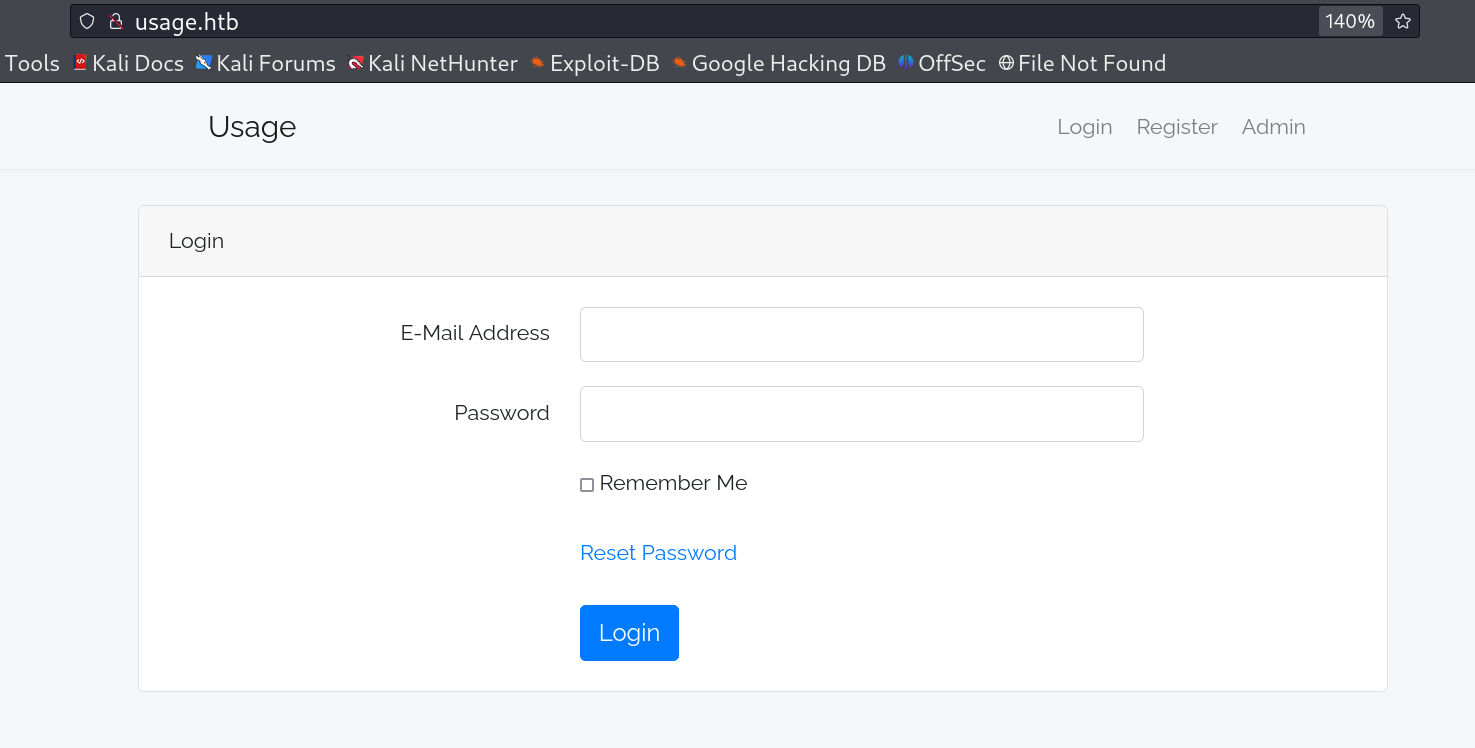 usage.htb 140%
Tools Kali Docs Kali Forums Kali NetHunter Exploit-DB Google Hacking DB OffSec File Not Found
Usage Login Register Admin
Login
E-Mail Address
Password
Remember Me
Reset Password
Login